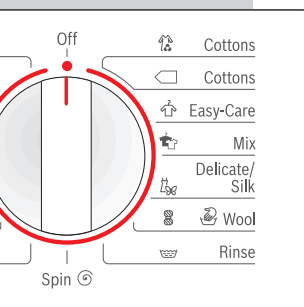 Off
Cottons
Cottons
Easy-Care
Mix
Delicate/
Silk
Wool
Rinse
Spin